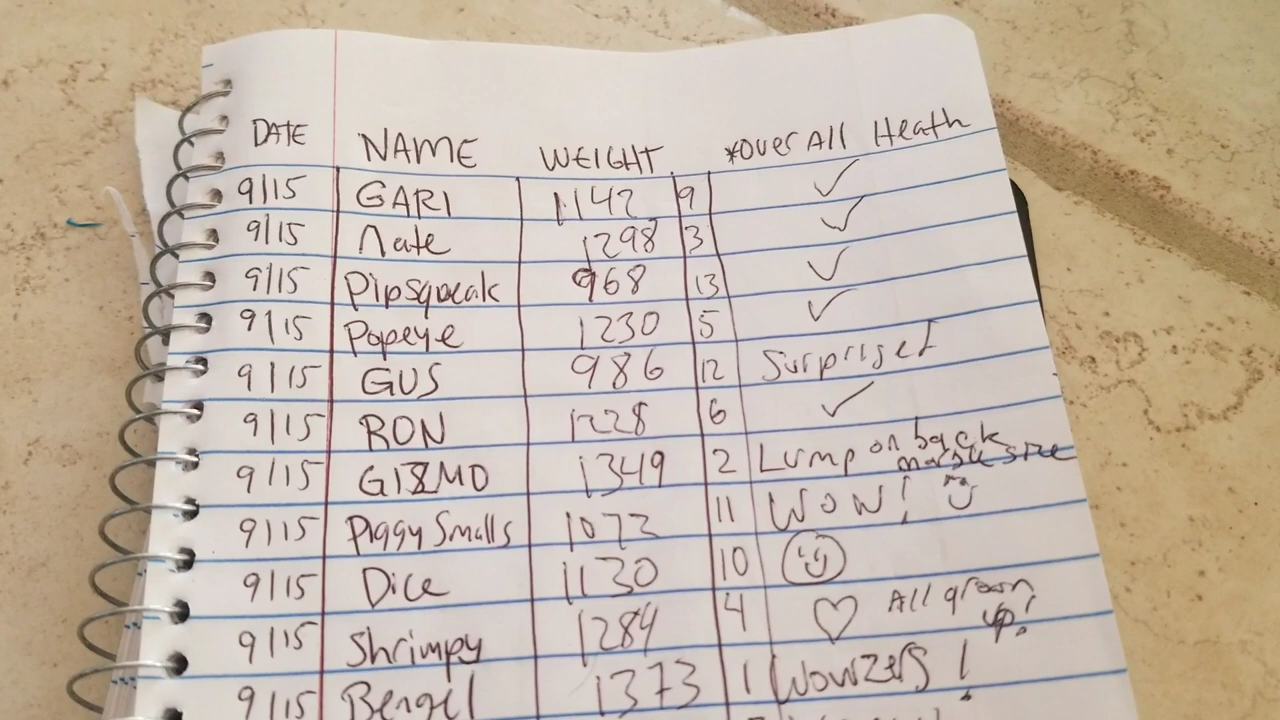 DATE NAME WEIGHT *Over All Heath
9/15 GARI 1142 9 ✓
9/15 Nate 1298 3 ✓
9/15 Pipsqueak 968 13 ✓
9/15 Popeye 1230 5 ✓
9/15 GUS 986 12 Surprised
9/15 RON 1228 6 ✓
9/15 GIZMO 1349 2 Lump on back
size
9/15 Piggy Smalls 1072 11 WOW!
9/15 Dice 1130 10
9/15 Shrimpy 1284 4 ♡ All grown
up!
9/15 1373 1 Wowzers!